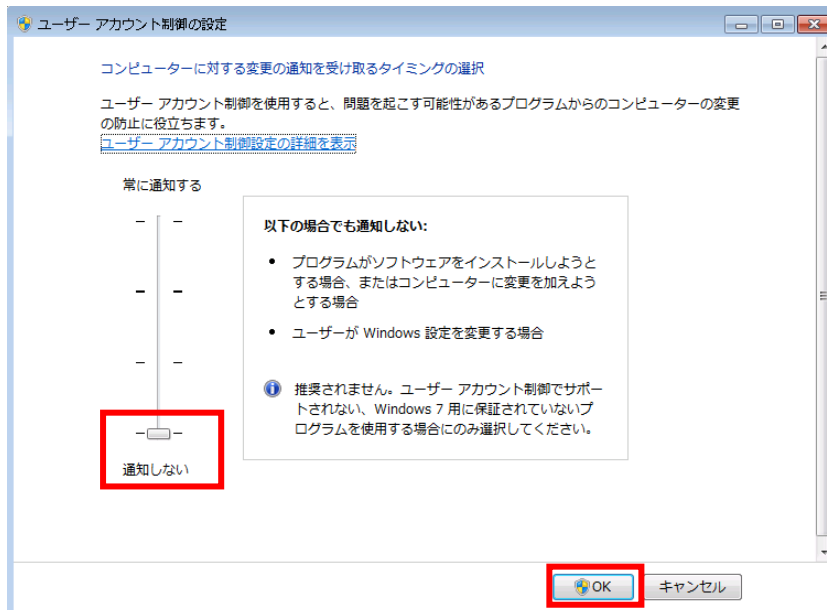 ユーザー アカウント制御の設定
コンピューターに対する変更の通知を受け取るタイミングの選択
ユーザー アカウント制御を使用すると、問題を起こす可能性があるプログラムからのコンピューターの変更
の防止に役立ちます。
ユーザー アカウント制御設定の詳細を表示
常に通知する
以下の場合でも通知しない:
• プログラムがソフトウェアをインストールしようと
する場合、またはコンピューターに変更を加えよう
とする場合
• ユーザーが Windows 設定を変更する場合
推奨されません。ユーザー アカウント制御でサポー
トされない、Windows 7 用に保証されていないプ
ログラムを使用する場合にのみ選択してください。
通知しない
OK
キャンセル